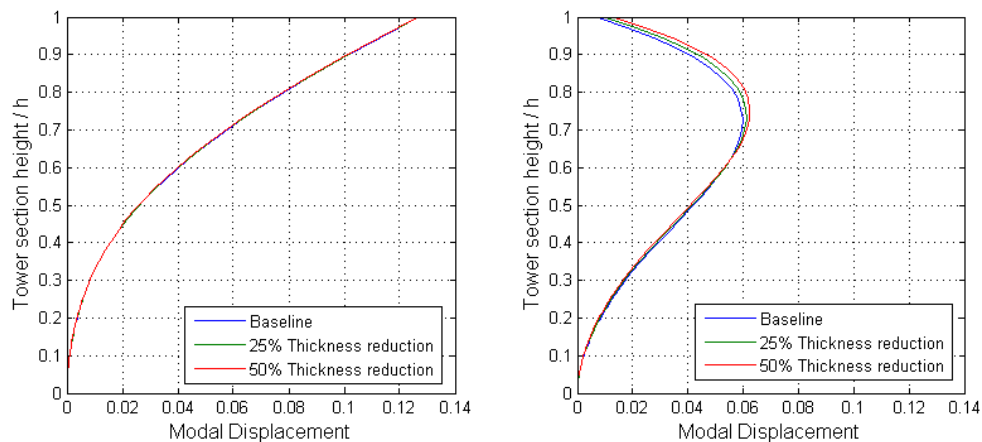 1
0.9
0.8
0.7
0.6
0.5
0.4
0.3
0.2
0.1
0
Tower section height / h
0 0.02 0.04 0.06 0.08 0.1 0.12 0.14
Modal Displacement
Baseline
25% Thickness reduction
50% Thickness reduction
1
0.9
0.8
0.7
0.6
0.5
0.4
0.3
0.2
0.1
0
Tower section height / h
0 0.02 0.04 0.06 0.08 0.1 0.12 0.14
Modal Displacement
Baseline
25% Thickness reduction
50% Thickness reduction